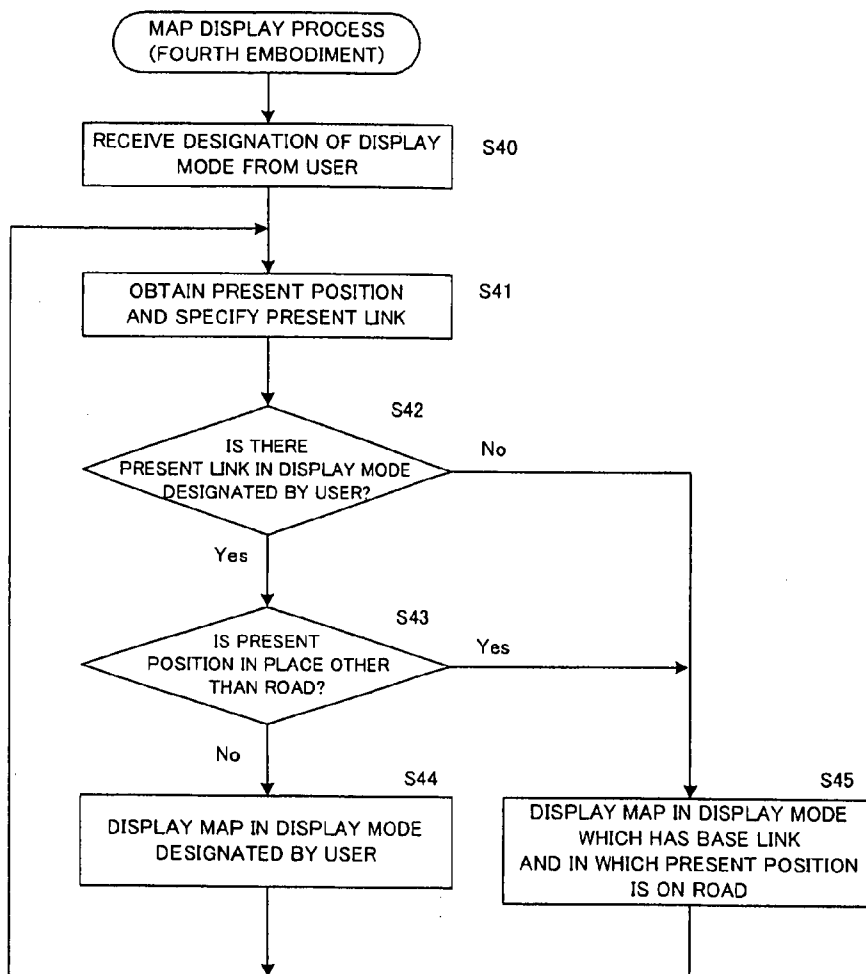 MAP DISPLAY PROCESS
(FOURTH EMBODIMENT)
RECEIVE DESIGNATION OF DISPLAY
MODE FROM USER
S40
OBTAIN PRESENT POSITION
AND SPECIFY PRESENT LINK
S41
S42
IS THERE
PRESENT LINK IN DISPLAY MODE
DESIGNATED BY USER?
No
Yes
S43
IS PRESENT
POSITION IN PLACE OTHER
THAN ROAD?
Yes
No
S44
DISPLAY MAP IN DISPLAY MODE
DESIGNATED BY USER
S45
DISPLAY MAP IN DISPLAY MODE
WHICH HAS BASE LINK
AND IN WHICH PRESENT POSITION
IS ON ROAD